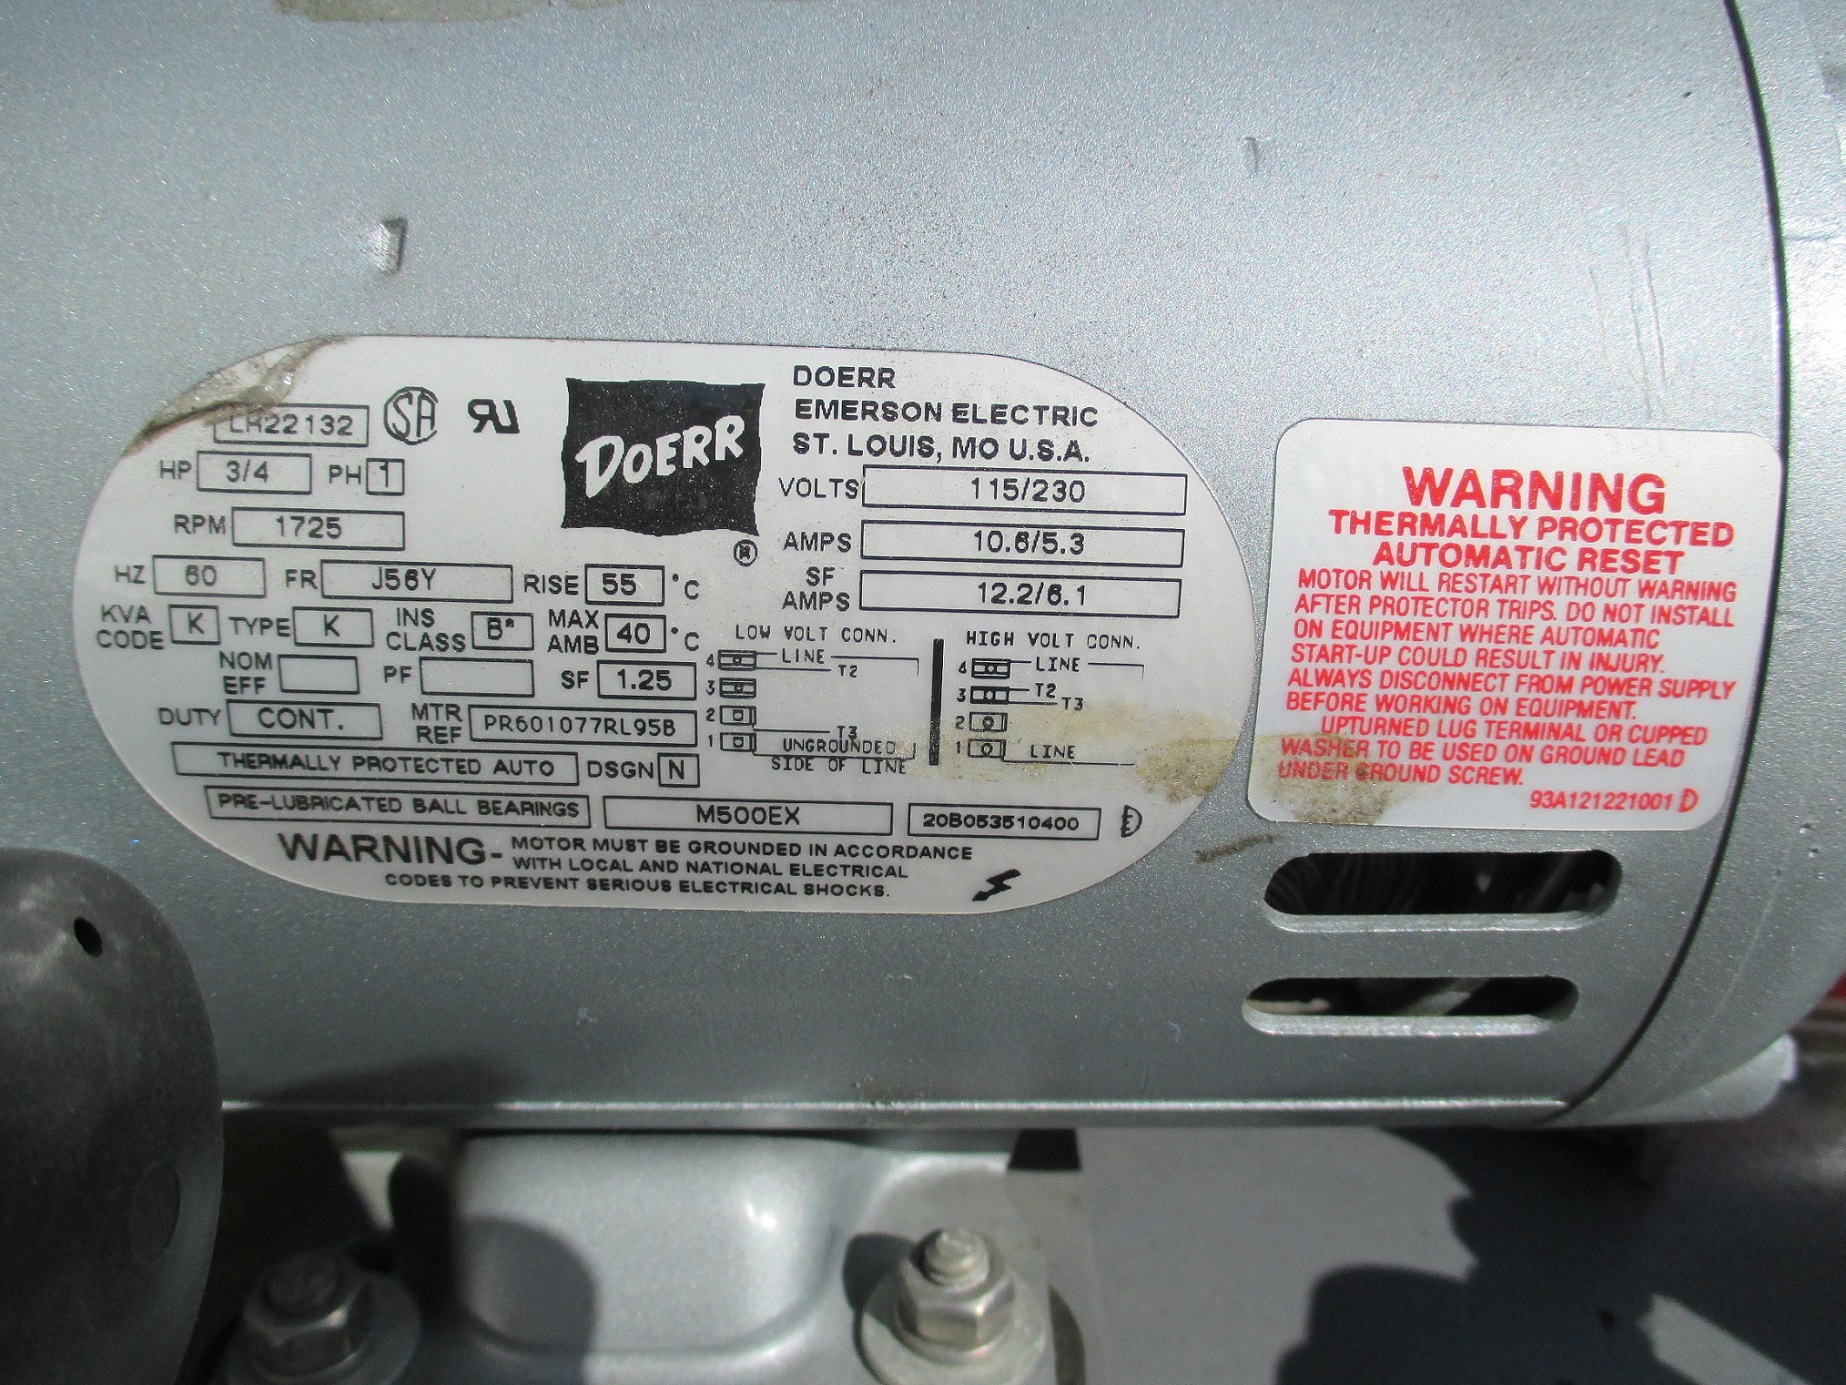 LR22132
SA
RU
DOERR
®
DOERR
EMERSON ELECTRIC
ST. LOUIS, MO U.S.A.
HP 3/4 PH 1
RPM 1725
HZ 60 FR J56Y RISE 55 °C
KVA CODE K TYPE K INS CLASS B* MAX AMB 40 °C
NOM EFF PF SF 1.25
DUTY CONT. MTR REF PR601077RL95B
THERMALLY PROTECTED AUTO DSGN N
VOLTS 115/230
AMPS 10.6/5.3
SF AMPS 12.2/6.1
LOW VOLT CONN.
4 LINE T2
3
2 T3
1 UNGROUNDED
SIDE OF LINE
HIGH VOLT CONN.
4 LINE
3 T2 T3
2
1 LINE
PRE-LUBRICATED BALL BEARINGS M500EX 20B053510400
WARNING- MOTOR MUST BE GROUNDED IN ACCORDANCE
WITH LOCAL AND NATIONAL ELECTRICAL
CODES TO PREVENT SERIOUS ELECTRICAL SHOCKS.
WARNING
THERMALLY PROTECTED
AUTOMATIC RESET
MOTOR WILL RESTART WITHOUT WARNING
AFTER PROTECTOR TRIPS. DO NOT INSTALL
ON EQUIPMENT WHERE AUTOMATIC
START-UP COULD RESULT IN INJURY.
ALWAYS DISCONNECT FROM POWER SUPPLY
BEFORE WORKING ON EQUIPMENT.
UPTURNED LUG TERMINAL OR CUPPED
WASHER TO BE USED ON GROUND LEAD
UNDER GROUND SCREW.
93A121221001 D